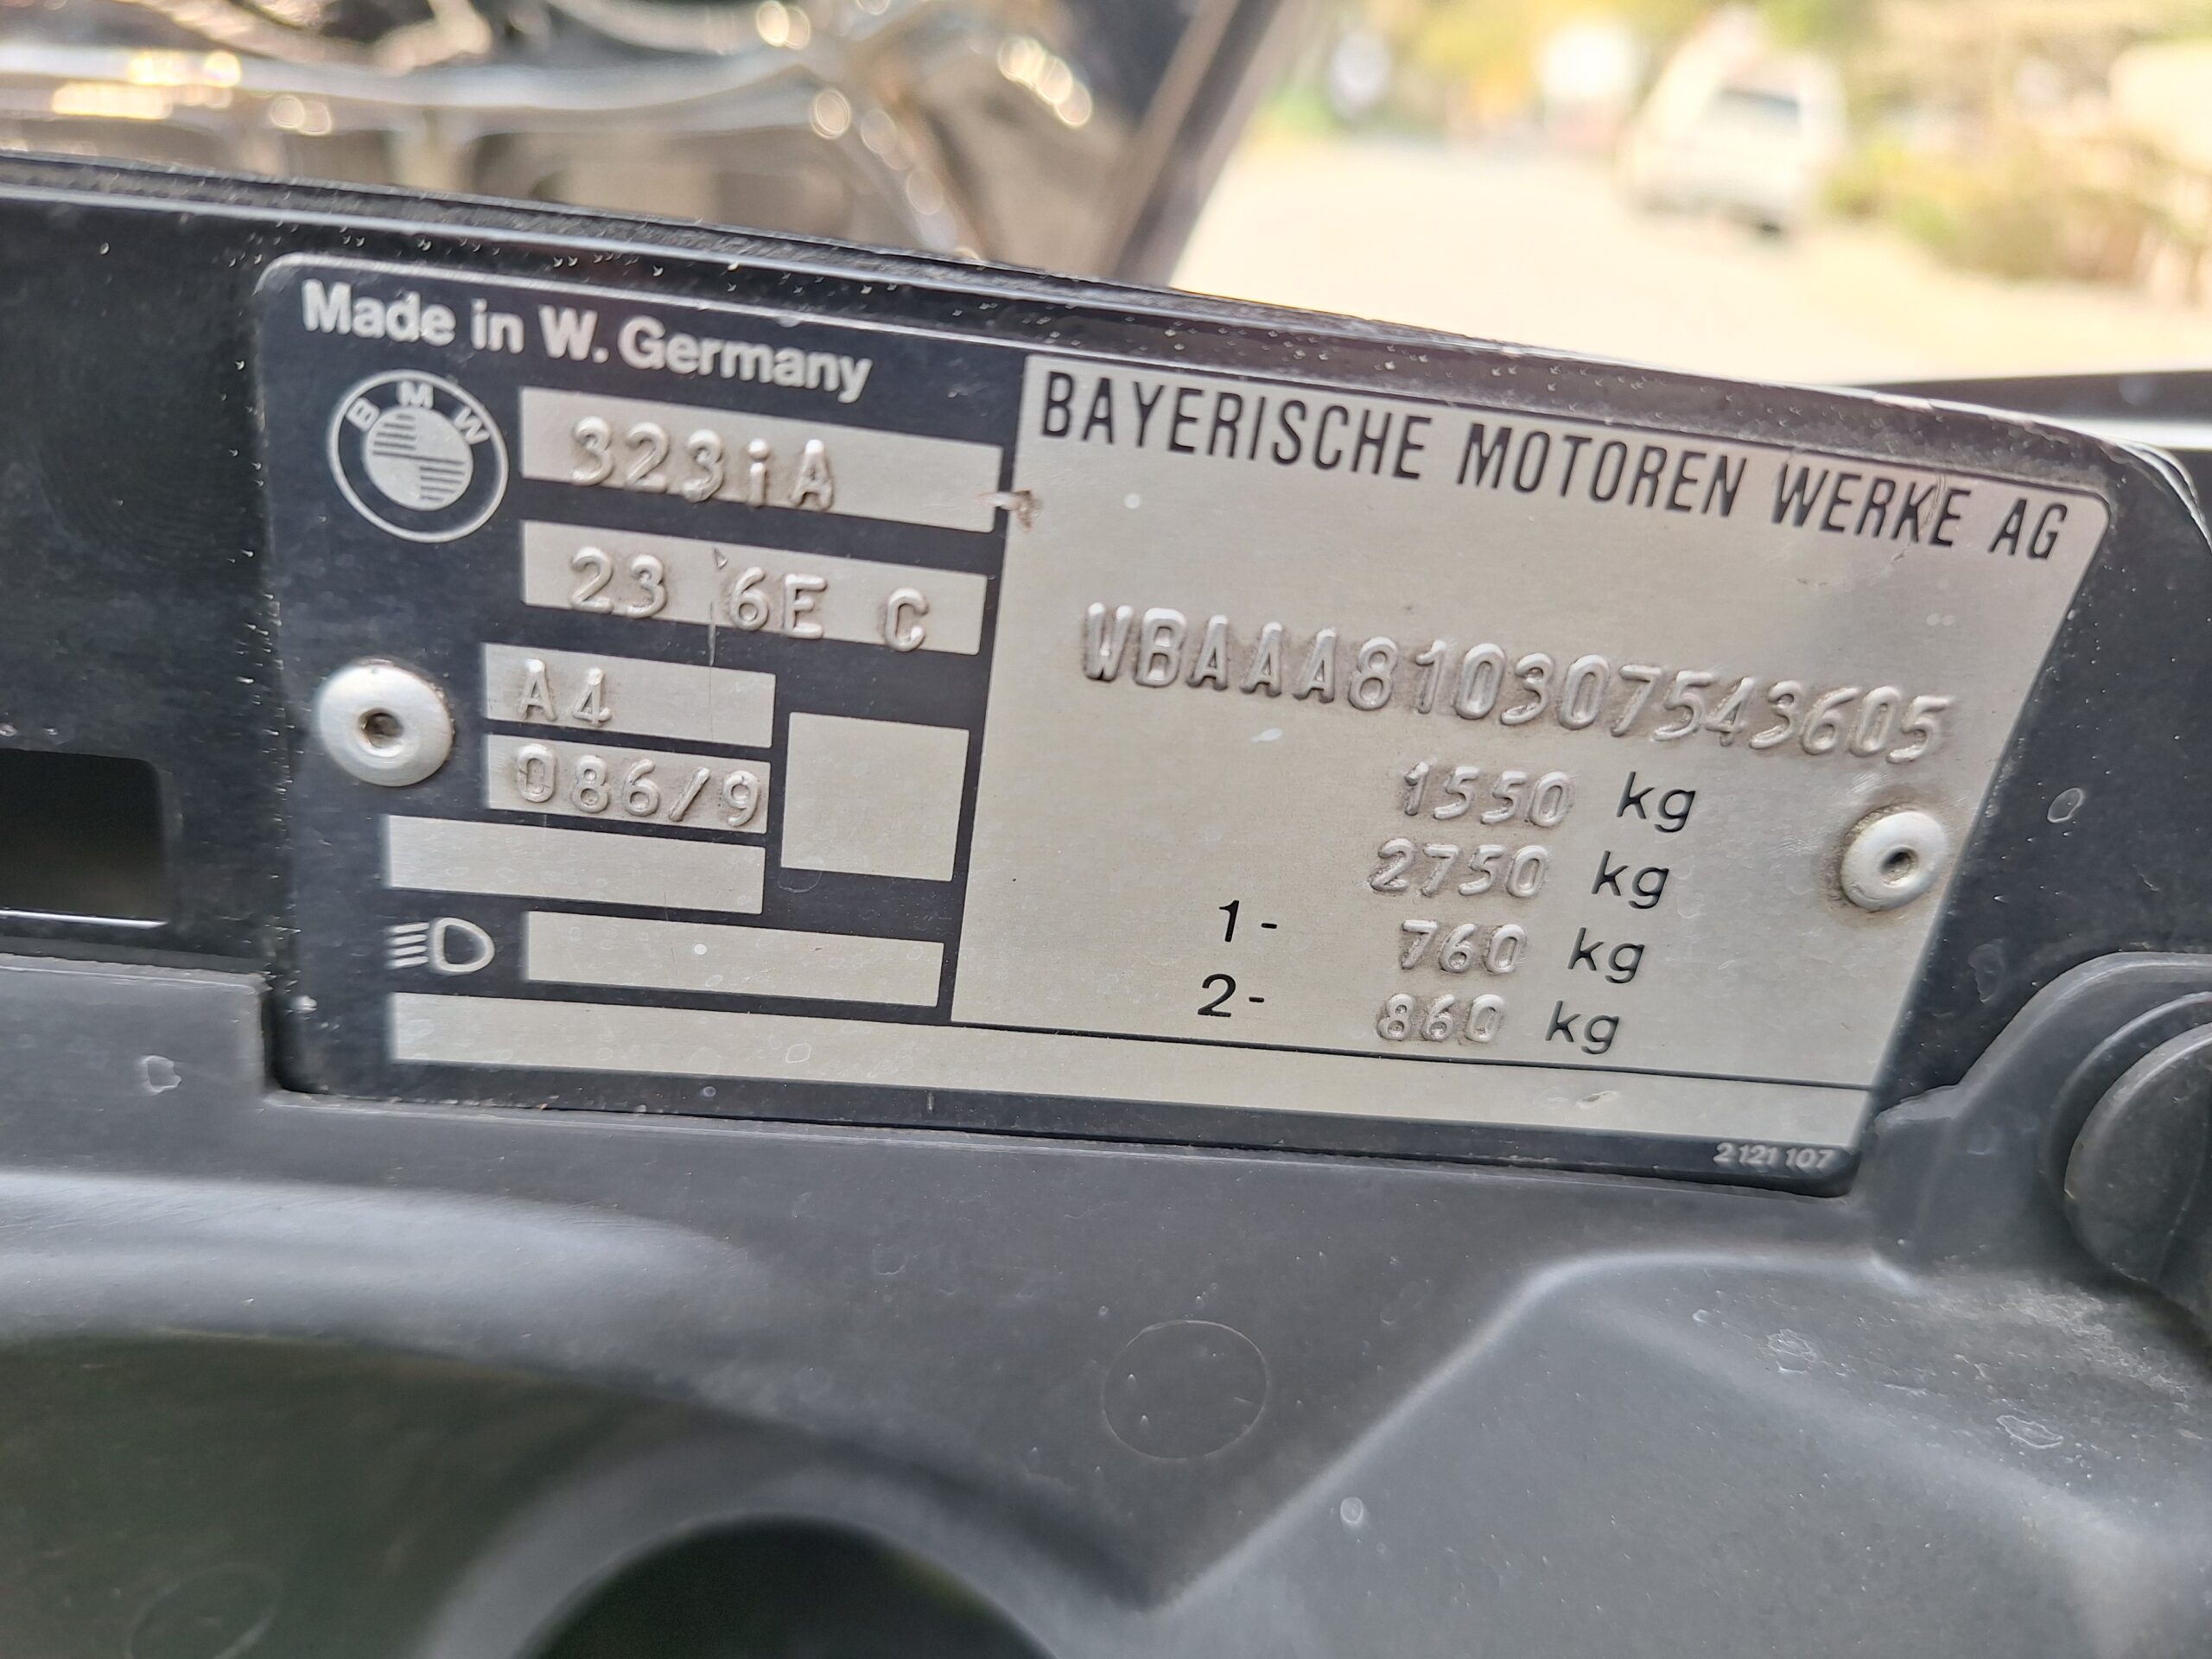 Made in W. Germany
BMW
323iA
23 6E C
A4
086/9
BAYERISCHE MOTOREN WERKE AG
WBAAA810307543605
1550 kg
2750 kg
1- 760 kg
2- 860 kg
2 121 107